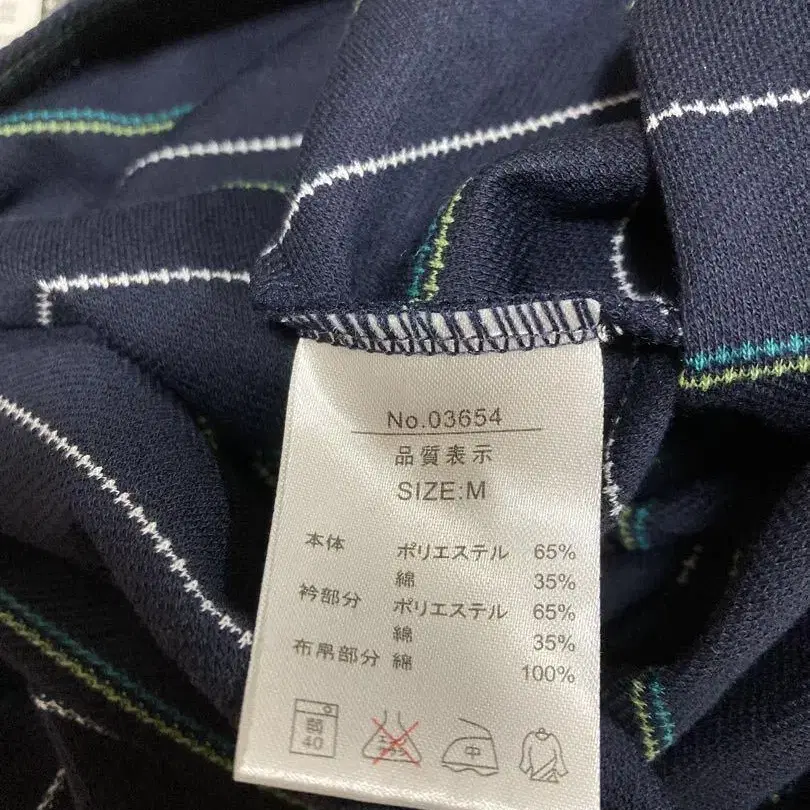 No.03654
品質表示
SIZE:M
本体 ポリエステル 65%
綿 35%
衿部分 ポリエステル 65%
綿 35%
布帛部分 綿 100%
弱 40 中